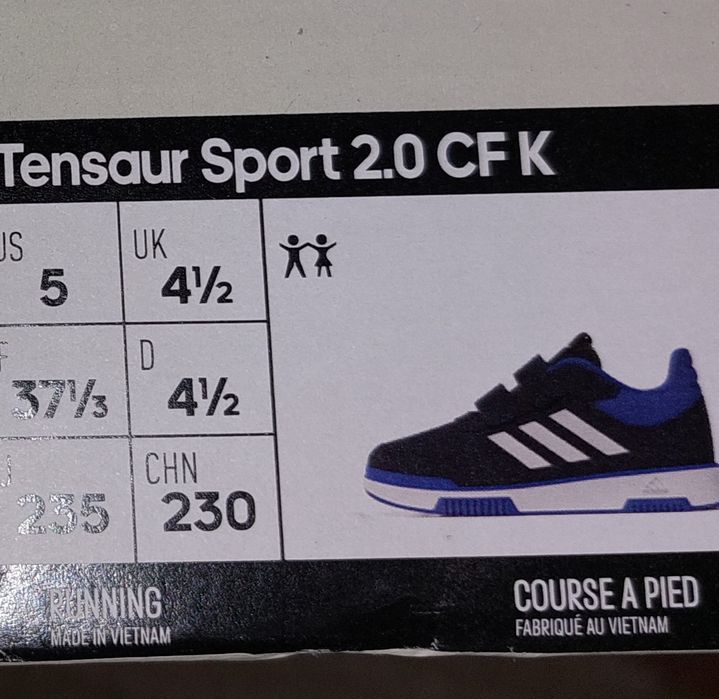 Tensaur Sport 2.0 CF K
US UK
5 4½
F D
37⅓ 4½
J CHN
235 230
RUNNING
MADE IN VIETNAM
COURSE A PIED
FABRIQUÉ AU VIETNAM